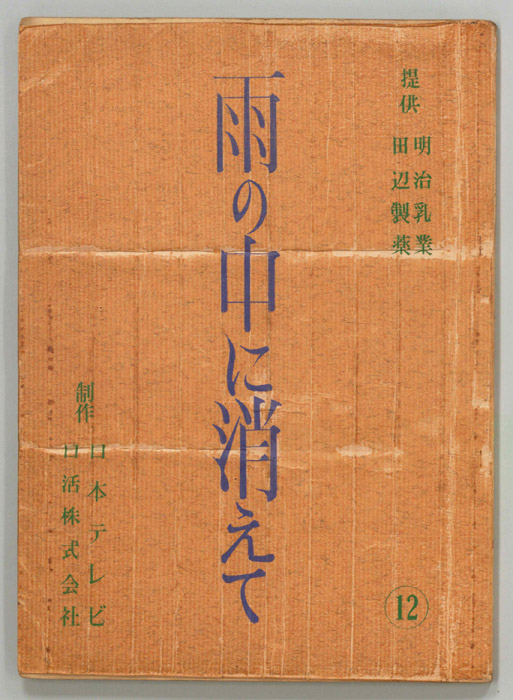 提供
明治乳業
田辺製薬
雨の中に消えて
制作
日本テレビ
日活株式会社
12